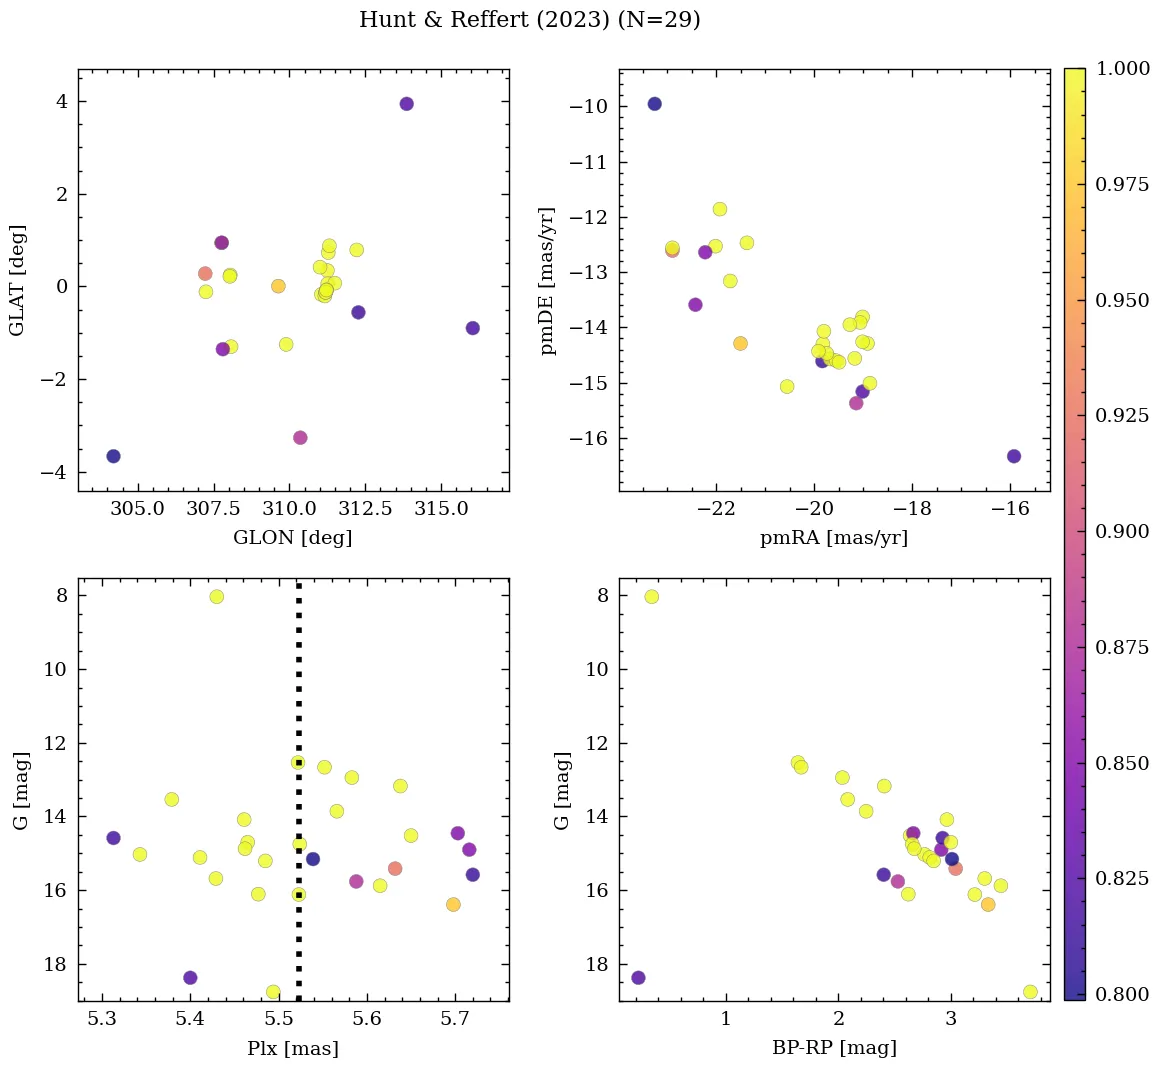 Hunt & Reffert (2023) (N=29)
4
2
0
−2
−4
GLAT [deg]
305.0 307.5 310.0 312.5 315.0
GLON [deg]
−10
−11
−12
−13
−14
−15
−16
pmDE [mas/yr]
−22 −20 −18 −16
pmRA [mas/yr]
8
10
12
14
16
18
G [mag]
5.3 5.4 5.5 5.6 5.7
Plx [mas]
8
10
12
14
16
18
G [mag]
1 2 3
BP-RP [mag]
1.000
0.975
0.950
0.925
0.900
0.875
0.850
0.825
0.800